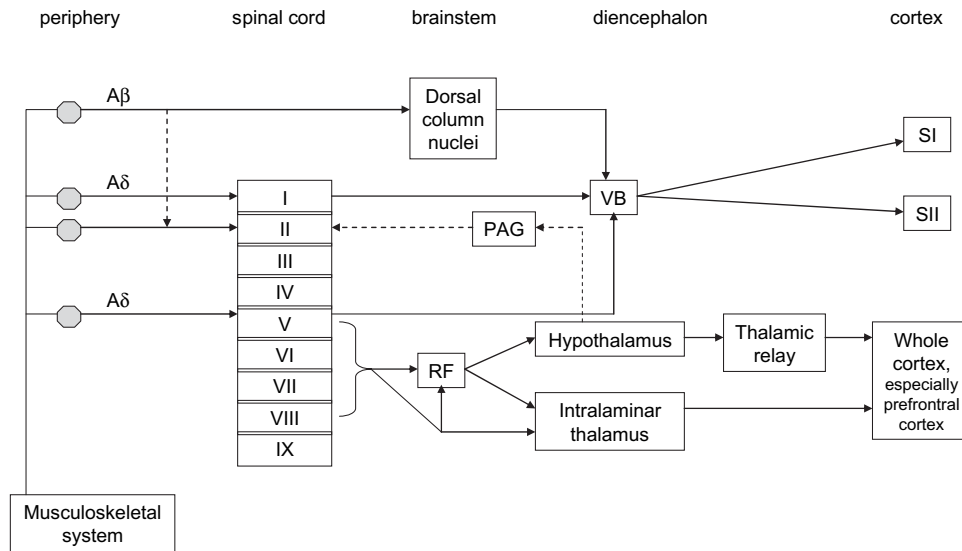 periphery spinal cord brainstem diencephalon cortex
Aβ
Dorsal
column
nuclei
SI
Aδ
I
VB
SII
II
PAG
III
IV
Aδ
V
Hypothalamus
Thalamic
relay
Whole
cortex,
especially
prefrontal
cortex
VI
RF
VII
VIII
Intralaminar
thalamus
IX
Musculoskeletal
system